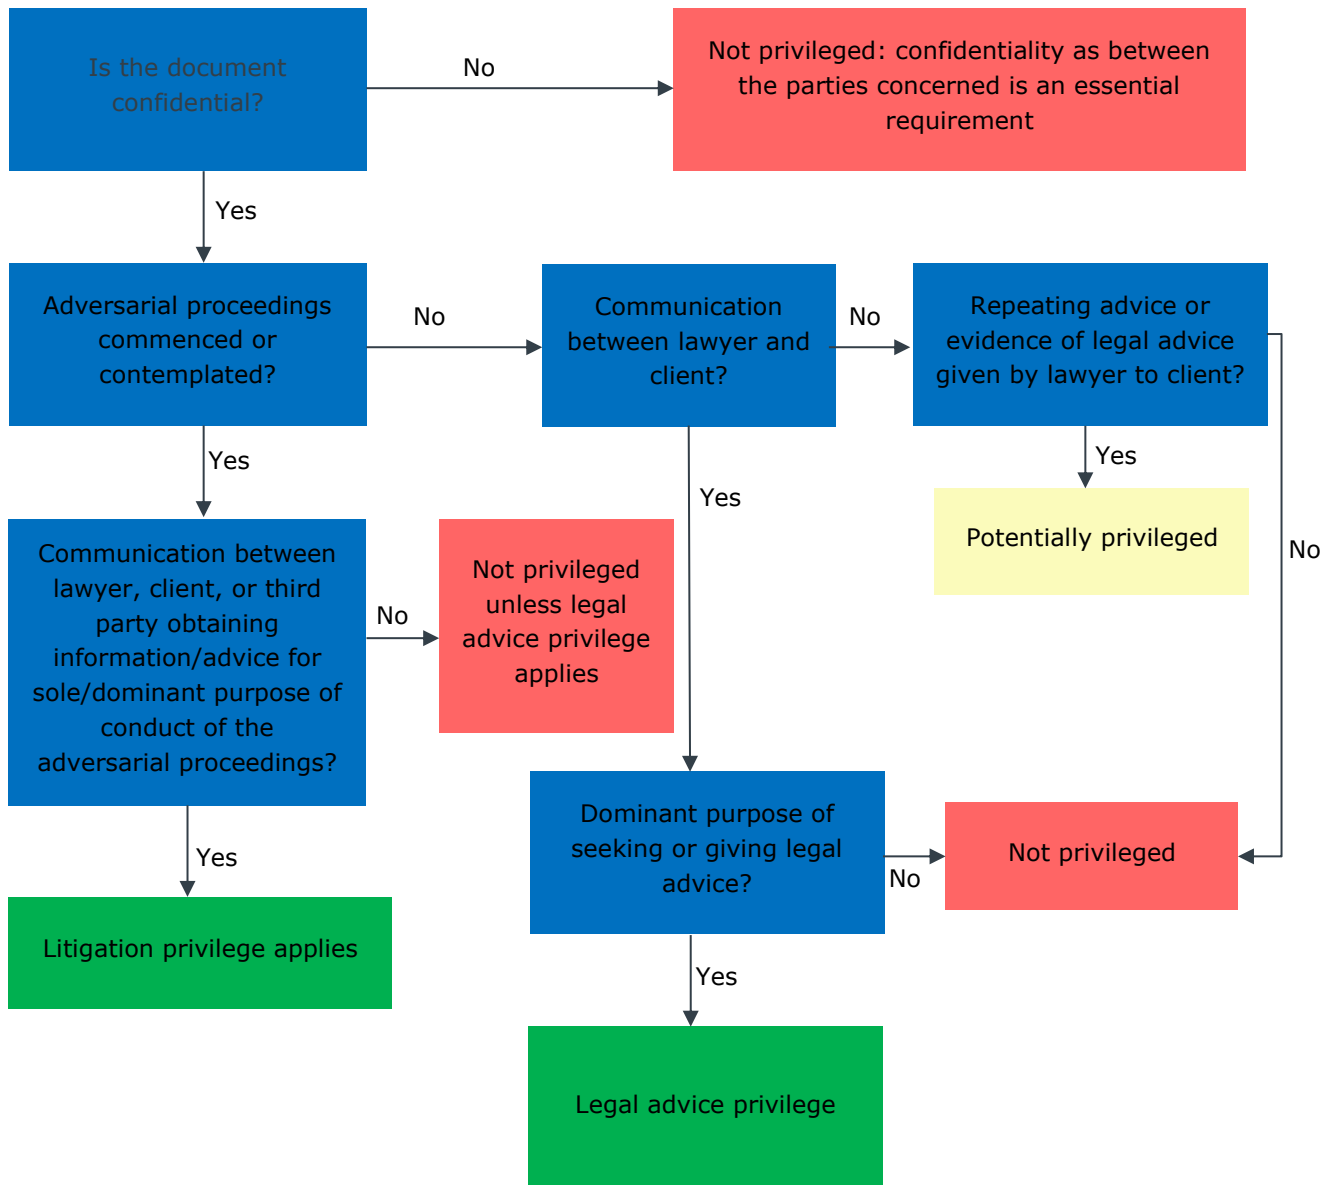 Is the document
confidential?
No
Not privileged: confidentiality as between
the parties concerned is an essential
requirement
Yes
Adversarial proceedings
commenced or
contemplated?
No
Communication
between lawyer and
client?
No
Repeating advice or
evidence of legal advice
given by lawyer to client?
Yes
Yes
Yes
Potentially privileged
No
Communication between
lawyer, client, or third
party obtaining
information/advice for
sole/dominant purpose of
conduct of the
adversarial proceedings?
No
Not privileged
unless legal
advice privilege
applies
Dominant purpose of
seeking or giving legal
advice?
No
Not privileged
Yes
Litigation privilege applies
Yes
Legal advice privilege